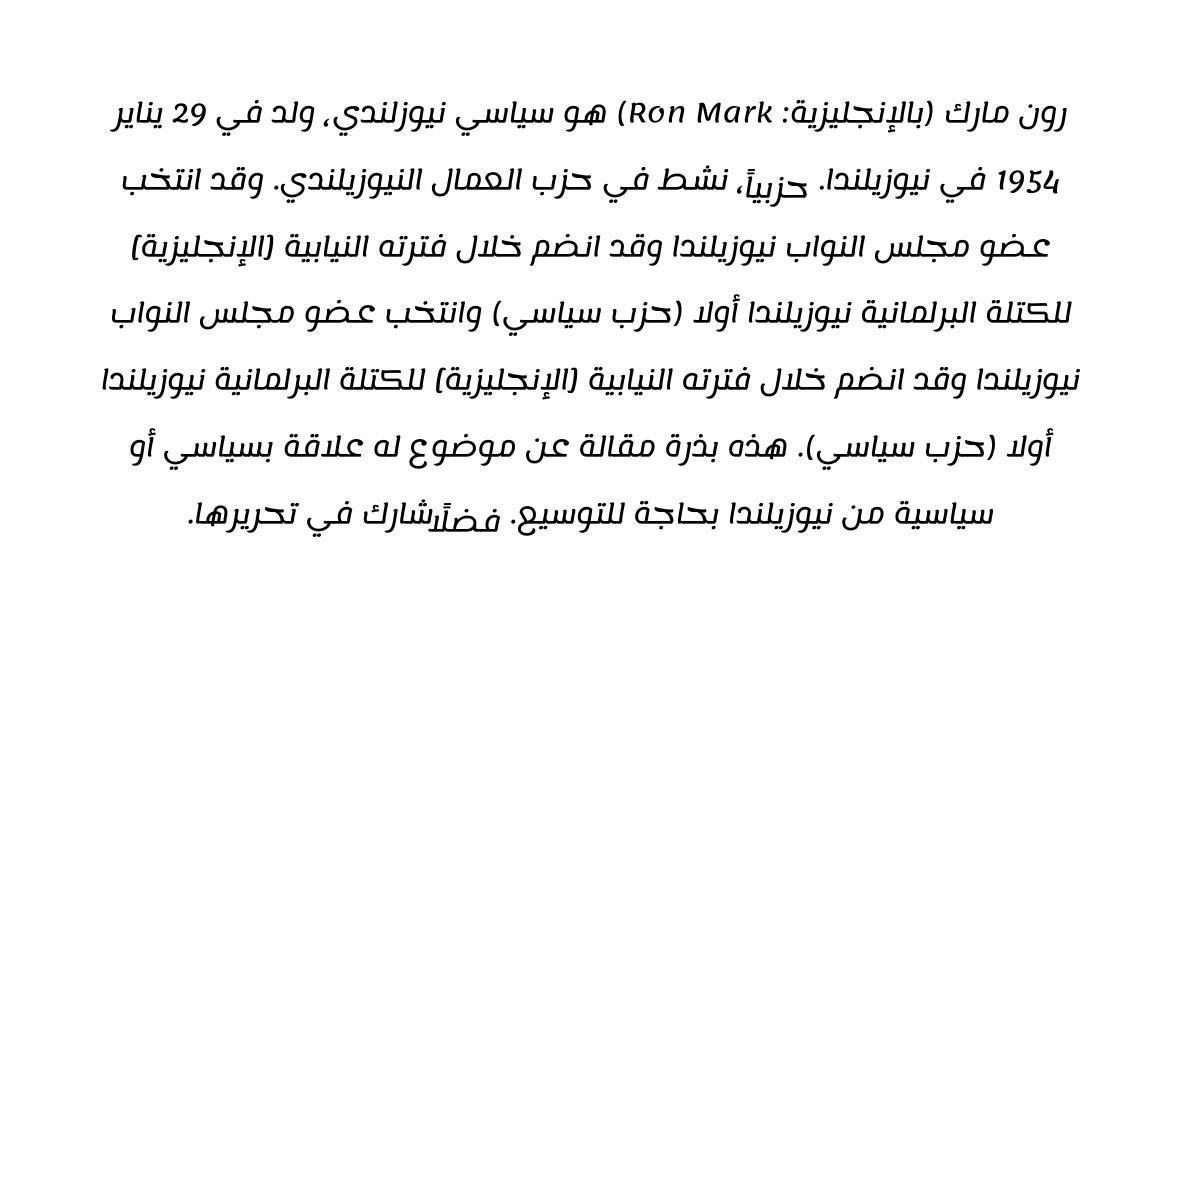 رون مارك (بالإنجليزية: Ron Mark) هو سياسي نيوزلندي، ولد في 29 يناير
1954 في نيوزيلندا. حزبياً، نشط في حزب العمال النيوزيلندي. وقد انتخب
عضو مجلس النواب نيوزيلندا وقد انضم خلال فترته النيابية (الإنجليزية)
للكتلة البرلمانية نيوزيلندا أولا (حزب سياسي) وانتخب عضو مجلس النواب
نيوزيلندا وقد انضم خلال فترته النيابية (الإنجليزية) للكتلة البرلمانية نيوزيلندا
أولا (حزب سياسي). هذه بذرة مقالة عن موضوع له علاقة بسياسي أو
سياسية من نيوزيلندا بحاجة للتوسيع. فضلًا شارك في تحريرها.